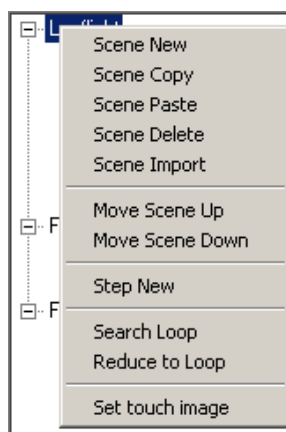 Scene New
Scene Copy
Scene Paste
Scene Delete
Scene Import
Move Scene Up
Move Scene Down
F
Step New
F
Search Loop
Reduce to Loop
Set touch image